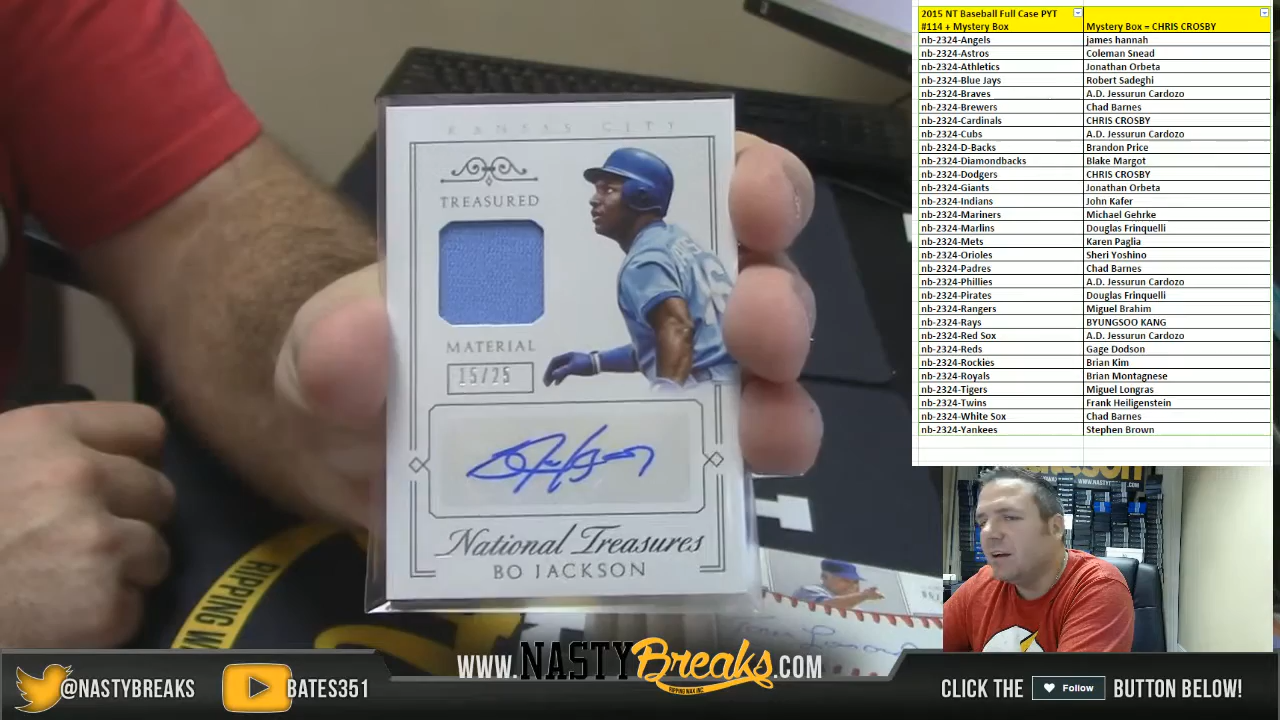 KANSAS CITY
TREASURED
MATERIAL
15/25
National Treasures
BO JACKSON
RIPPING W
2015 NT Baseball Full Case PYT
#114 + Mystery Box Mystery Box = CHRIS CROSBY
nb-2324-Angels james hannah
nb-2324-Astros Coleman Snead
nb-2324-Athletics Jonathan Orbeta
nb-2324-Blue Jays Robert Sadeghi
nb-2324-Braves A.D. Jessurun Cardozo
nb-2324-Brewers Chad Barnes
nb-2324-Cardinals CHRIS CROSBY
nb-2324-Cubs A.D. Jessurun Cardozo
nb-2324-D-Backs Brandon Price
nb-2324-Diamondbacks Blake Margot
nb-2324-Dodgers CHRIS CROSBY
nb-2324-Giants Jonathan Orbeta
nb-2324-Indians John Kafer
nb-2324-Mariners Michael Gehrke
nb-2324-Marlins Douglas Frinquelli
nb-2324-Mets Karen Paglia
nb-2324-Orioles Sheri Yoshino
nb-2324-Padres Chad Barnes
nb-2324-Phillies A.D. Jessurun Cardozo
nb-2324-Pirates Douglas Frinquelli
nb-2324-Rangers Miguel Brahim
nb-2324-Rays BYUNGSOO KANG
nb-2324-Red Sox A.D. Jessurun Cardozo
nb-2324-Reds Gage Dodson
nb-2324-Rockies Brian Kim
nb-2324-Royals Brian Montagnese
nb-2324-Tigers Miguel Longras
nb-2324-Twins Frank Heiligenstein
nb-2324-White Sox Chad Barnes
nb-2324-Yankees Stephen Brown
@NASTYBREAKS
BATES351
WWW.NASTYBreaks.COM
RIPPING WAX INC.
CLICK THE Follow BUTTON BELOW!